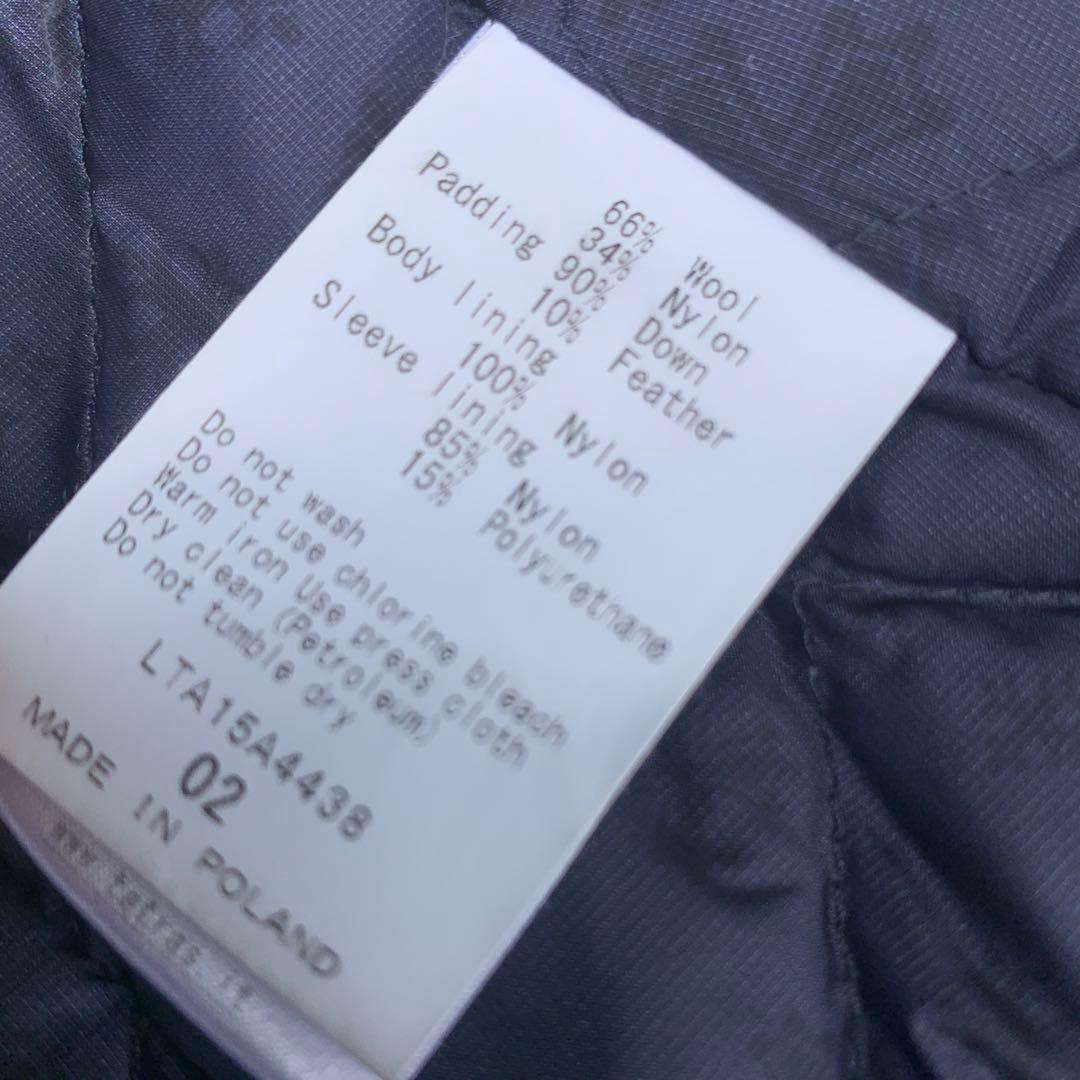 66% Wool
34% Nylon
Padding 90% Down
10% Feather
Body lining
100% Nylon
Sleeve lining
85% Nylon
15% Polyurethane
Do not wash
Do not use chlorine bleach
Warm iron Use press cloth
Dry clean (Petroleum)
Do not tumble dry
LTA15A4438
02
MADE IN POLAND
tatras it